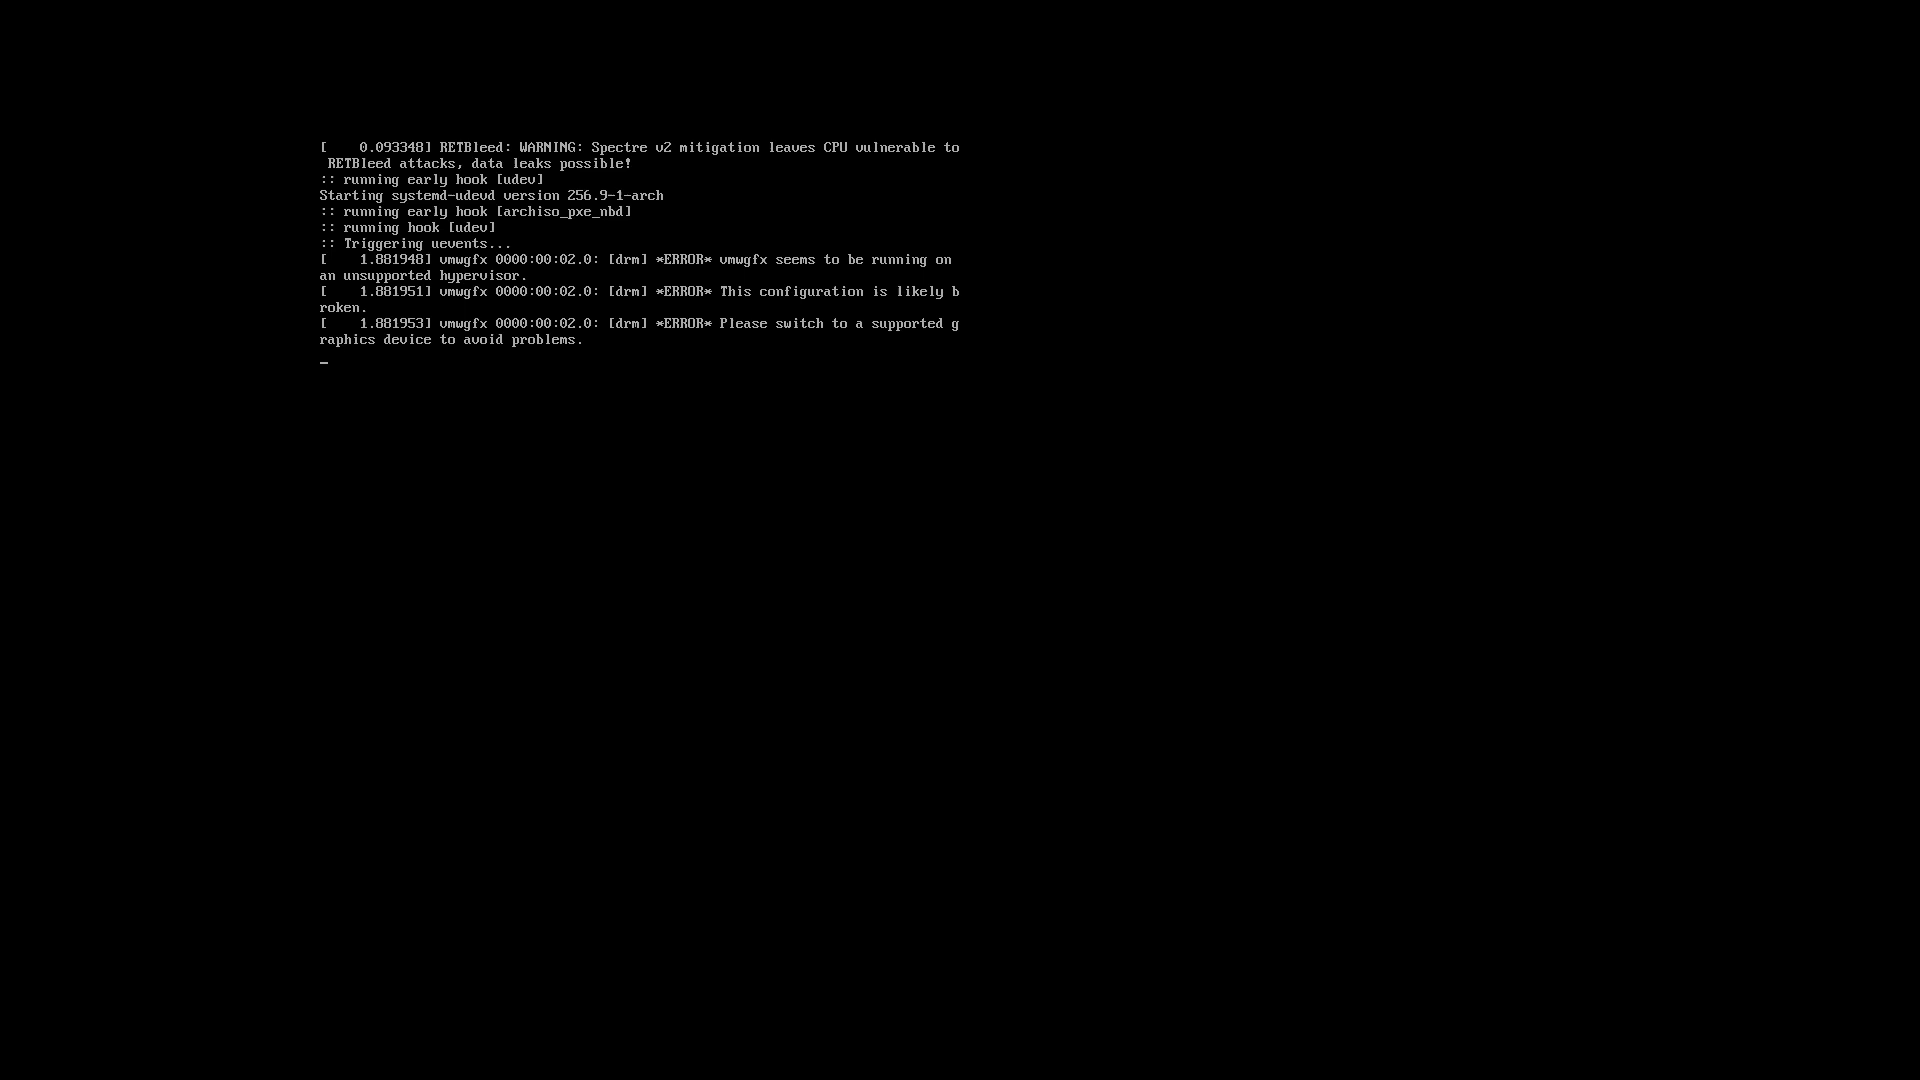 [    0.093348] RETBleed: WARNING: Spectre v2 mitigation leaves CPU vulnerable to
 RETBleed attacks, data leaks possible!
:: running early hook [udev]
Starting systemd-udevd version 256.9-1-arch
:: running early hook [archiso_pxe_nbd]
:: running hook [udev]
:: Triggering uevents...
[    1.881948] vmwgfx 0000:00:02.0: [drm] *ERROR* vmwgfx seems to be running on
an unsupported hypervisor.
[    1.881951] vmwgfx 0000:00:02.0: [drm] *ERROR* This configuration is likely b
roken.
[    1.881953] vmwgfx 0000:00:02.0: [drm] *ERROR* Please switch to a supported g
raphics device to avoid problems.
_